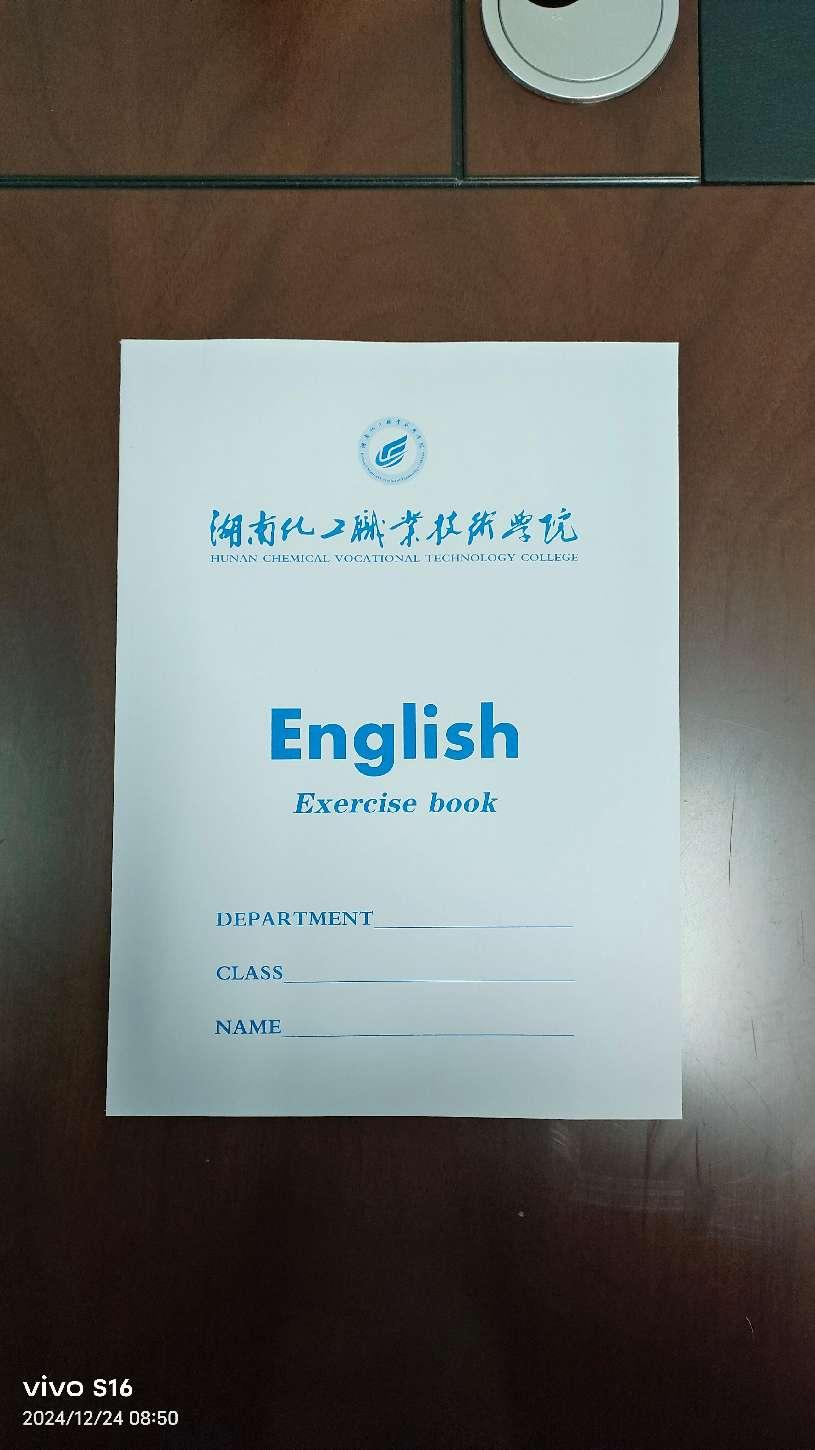 湖南化工職業技術學院
HUNAN CHEMICAL VOCATIONAL TECHNOLOGY COLLEGE
English
Exercise book
DEPARTMENT
CLASS
NAME
vivo S16
2024/12/24 08:50